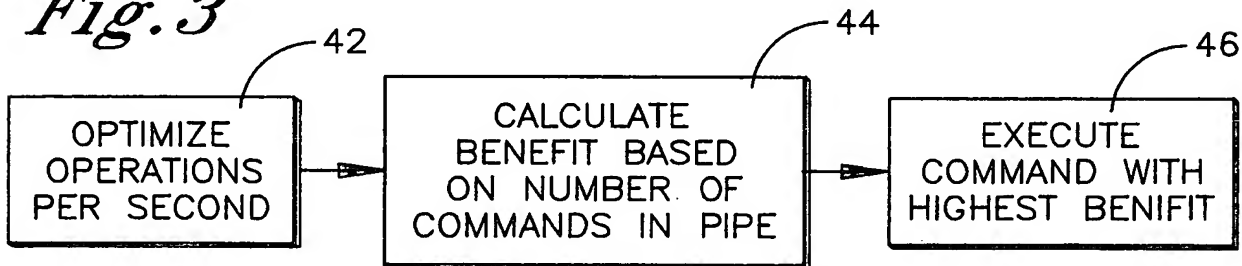 Fig. 3
42
44
46
OPTIMIZE
OPERATIONS
PER SECOND
CALCULATE
BENEFIT BASED
ON NUMBER OF
COMMANDS IN PIPE
EXECUTE
COMMAND WITH
HIGHEST BENIFIT